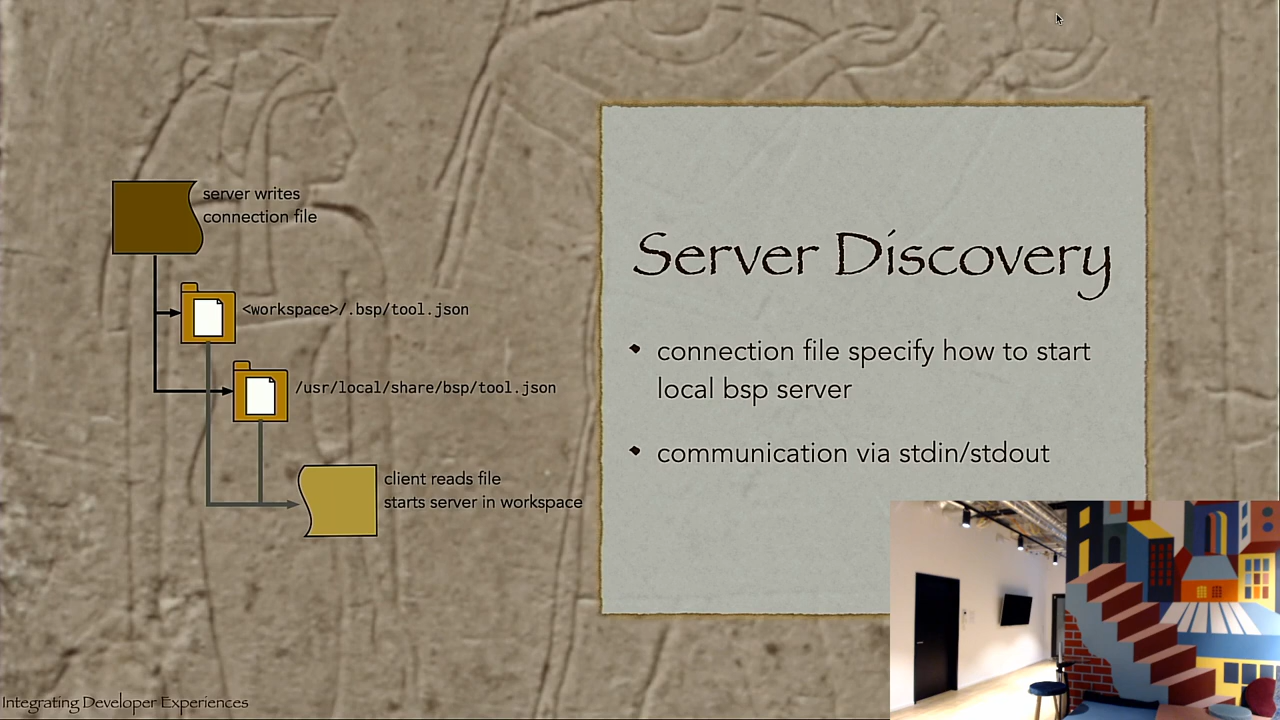 server writes
connection file
<workspace>/.bsp/tool.json
/usr/local/share/bsp/tool.json
client reads file
starts server in workspace
Server Discovery
connection file specify how to start
local bsp server
communication via stdin/stdout
Integrating Developer Experiences